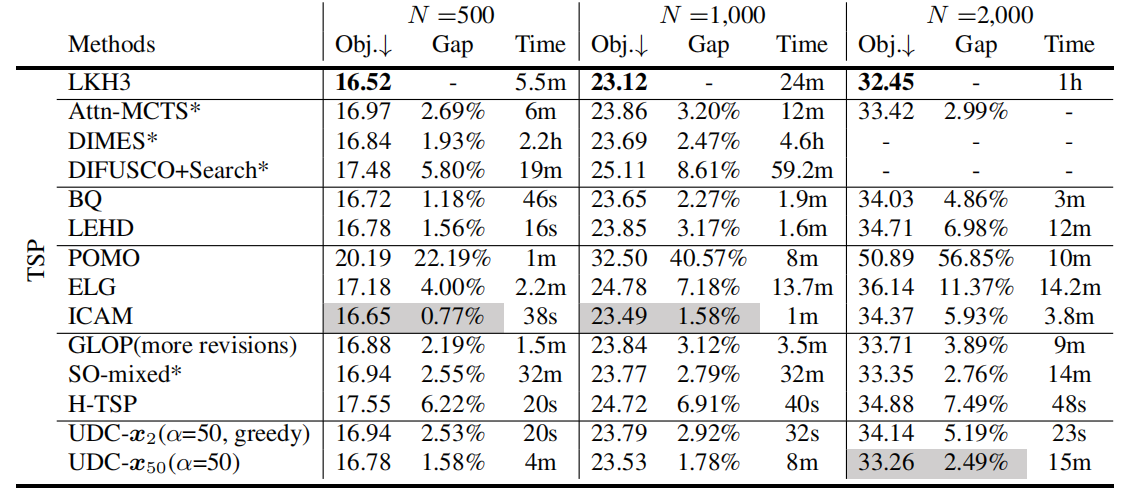 N =500 N =1,000 N =2,000
Methods Obj.↓ Gap Time Obj.↓ Gap Time Obj.↓ Gap Time
TSP
LKH3 16.52 - 5.5m 23.12 - 24m 32.45 - 1h
Attn-MCTS* 16.97 2.69% 6m 23.86 3.20% 12m 33.42 2.99% -
DIMES* 16.84 1.93% 2.2h 23.69 2.47% 4.6h - - -
DIFUSCO+Search* 17.48 5.80% 19m 25.11 8.61% 59.2m - - -
BQ 16.72 1.18% 46s 23.65 2.27% 1.9m 34.03 4.86% 3m
LEHD 16.78 1.56% 16s 23.85 3.17% 1.6m 34.71 6.98% 12m
POMO 20.19 22.19% 1m 32.50 40.57% 8m 50.89 56.85% 10m
ELG 17.18 4.00% 2.2m 24.78 7.18% 13.7m 36.14 11.37% 14.2m
ICAM 16.65 0.77% 38s 23.49 1.58% 1m 34.37 5.93% 3.8m
GLOP(more revisions) 16.88 2.19% 1.5m 23.84 3.12% 3.5m 33.71 3.89% 9m
SO-mixed* 16.94 2.55% 32m 23.77 2.79% 32m 33.35 2.76% 14m
H-TSP 17.55 6.22% 20s 24.72 6.91% 40s 34.88 7.49% 48s
UDC-x₂(α=50, greedy) 16.94 2.53% 20s 23.79 2.92% 32s 34.14 5.19% 23s
UDC-x₅₀(α=50) 16.78 1.58% 4m 23.53 1.78% 8m 33.26 2.49% 15m